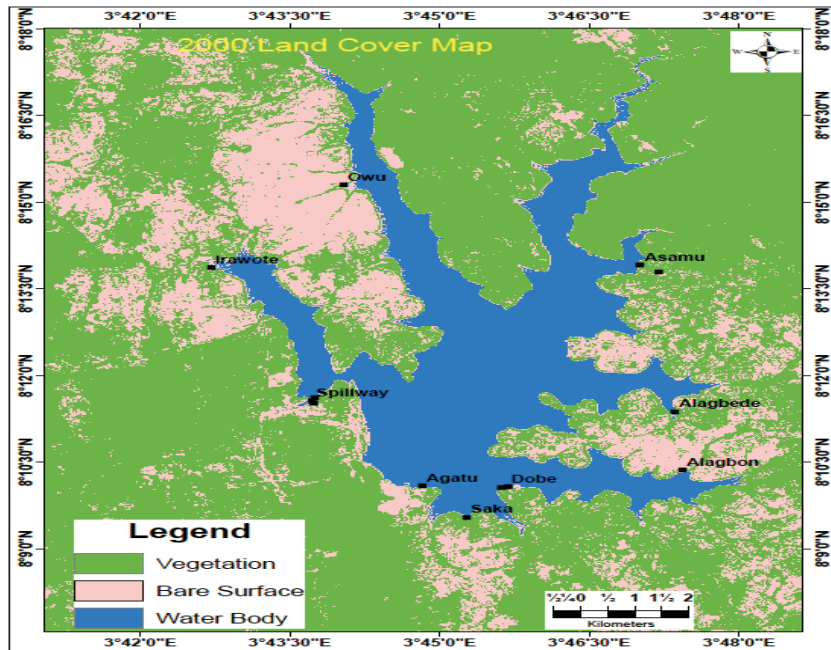 3°42'0"E 3°43'30"E 3°45'0"E 3°46'30"E 3°48'0"E
8°18'0"N 8°18'0"N
2000 Land Cover Map
N
W E
S
8°16'30"N 8°16'30"N
Owu
8°15'0"N 8°15'0"N
Irawote
Asamu
8°13'30"N 8°13'30"N
8°12'0"N 8°12'0"N
Spillway
Alagbede
8°10'30"N 8°10'30"N
Alagbon
Agatu
Dobe
Saka
8°9'0"N 8°9'0"N
Legend
Vegetation
Bare Surface
Water Body
½¼0 ½ 1 1½ 2
Kilometers
3°42'0"E 3°43'30"E 3°45'0"E 3°46'30"E 3°48'0"E